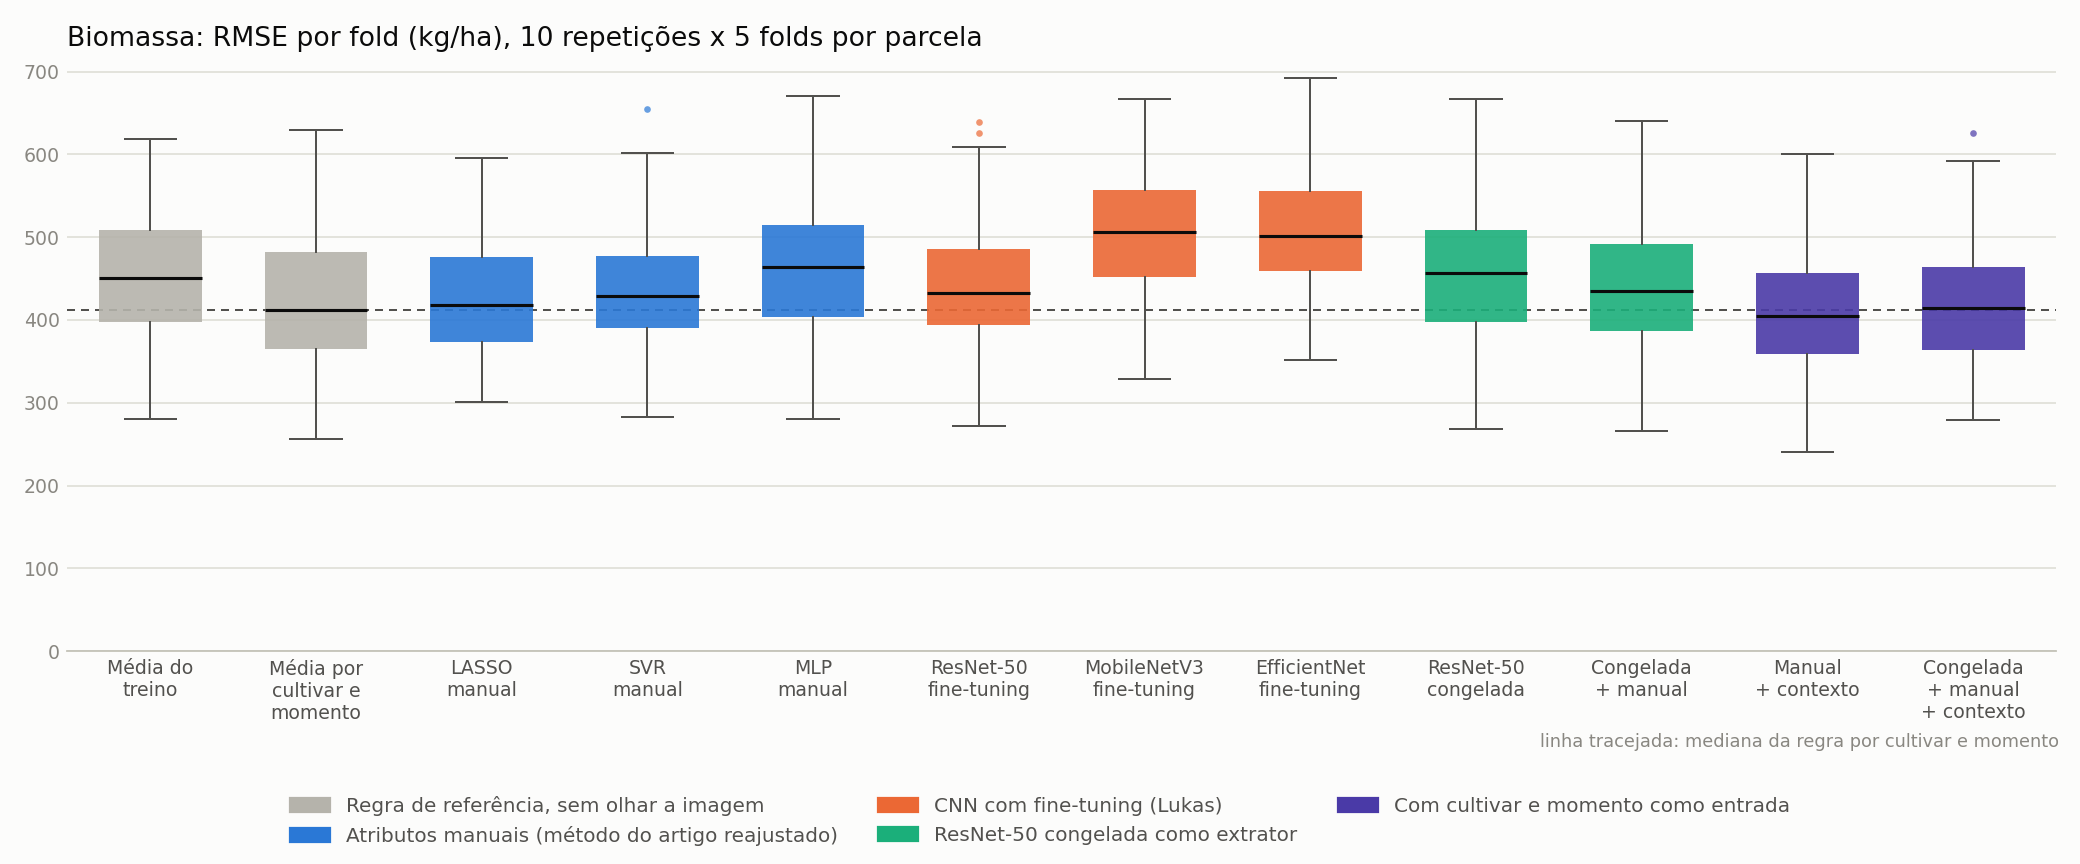 Biomassa: RMSE por fold (kg/ha), 10 repetições x 5 folds por parcela
700
600
500
400
300
200
100
0
Média do
treino
Média por
cultivar e
momento
LASSO
manual
SVR
manual
MLP
manual
ResNet-50
fine-tuning
MobileNetV3
fine-tuning
EfficientNet
fine-tuning
ResNet-50
congelada
Congelada
+ manual
Manual
+ contexto
Congelada
+ manual
+ contexto
linha tracejada: mediana da regra por cultivar e momento
Regra de referência, sem olhar a imagem
Atributos manuais (método do artigo reajustado)
CNN com fine-tuning (Lukas)
ResNet-50 congelada como extrator
Com cultivar e momento como entrada